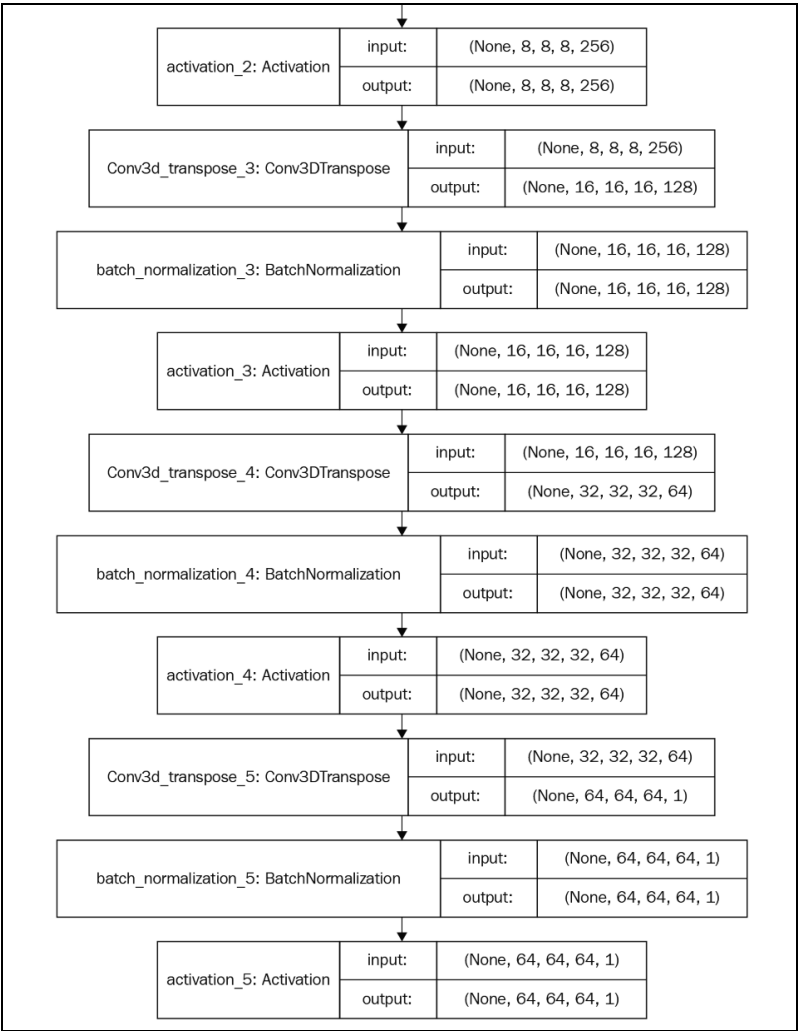 activation_2: Activation
input: (None, 8, 8, 8, 256)
output: (None, 8, 8, 8, 256)
Conv3d_transpose_3: Conv3DTranspose
input: (None, 8, 8, 8, 256)
output: (None, 16, 16, 16, 128)
batch_normalization_3: BatchNormalization
input: (None, 16, 16, 16, 128)
output: (None, 16, 16, 16, 128)
activation_3: Activation
input: (None, 16, 16, 16, 128)
output: (None, 16, 16, 16, 128)
Conv3d_transpose_4: Conv3DTranspose
input: (None, 16, 16, 16, 128)
output: (None, 32, 32, 32, 64)
batch_normalization_4: BatchNormalization
input: (None, 32, 32, 32, 64)
output: (None, 32, 32, 32, 64)
activation_4: Activation
input: (None, 32, 32, 32, 64)
output: (None, 32, 32, 32, 64)
Conv3d_transpose_5: Conv3DTranspose
input: (None, 32, 32, 32, 64)
output: (None, 64, 64, 64, 1)
batch_normalization_5: BatchNormalization
input: (None, 64, 64, 64, 1)
output: (None, 64, 64, 64, 1)
activation_5: Activation
input: (None, 64, 64, 64, 1)
output: (None, 64, 64, 64, 1)